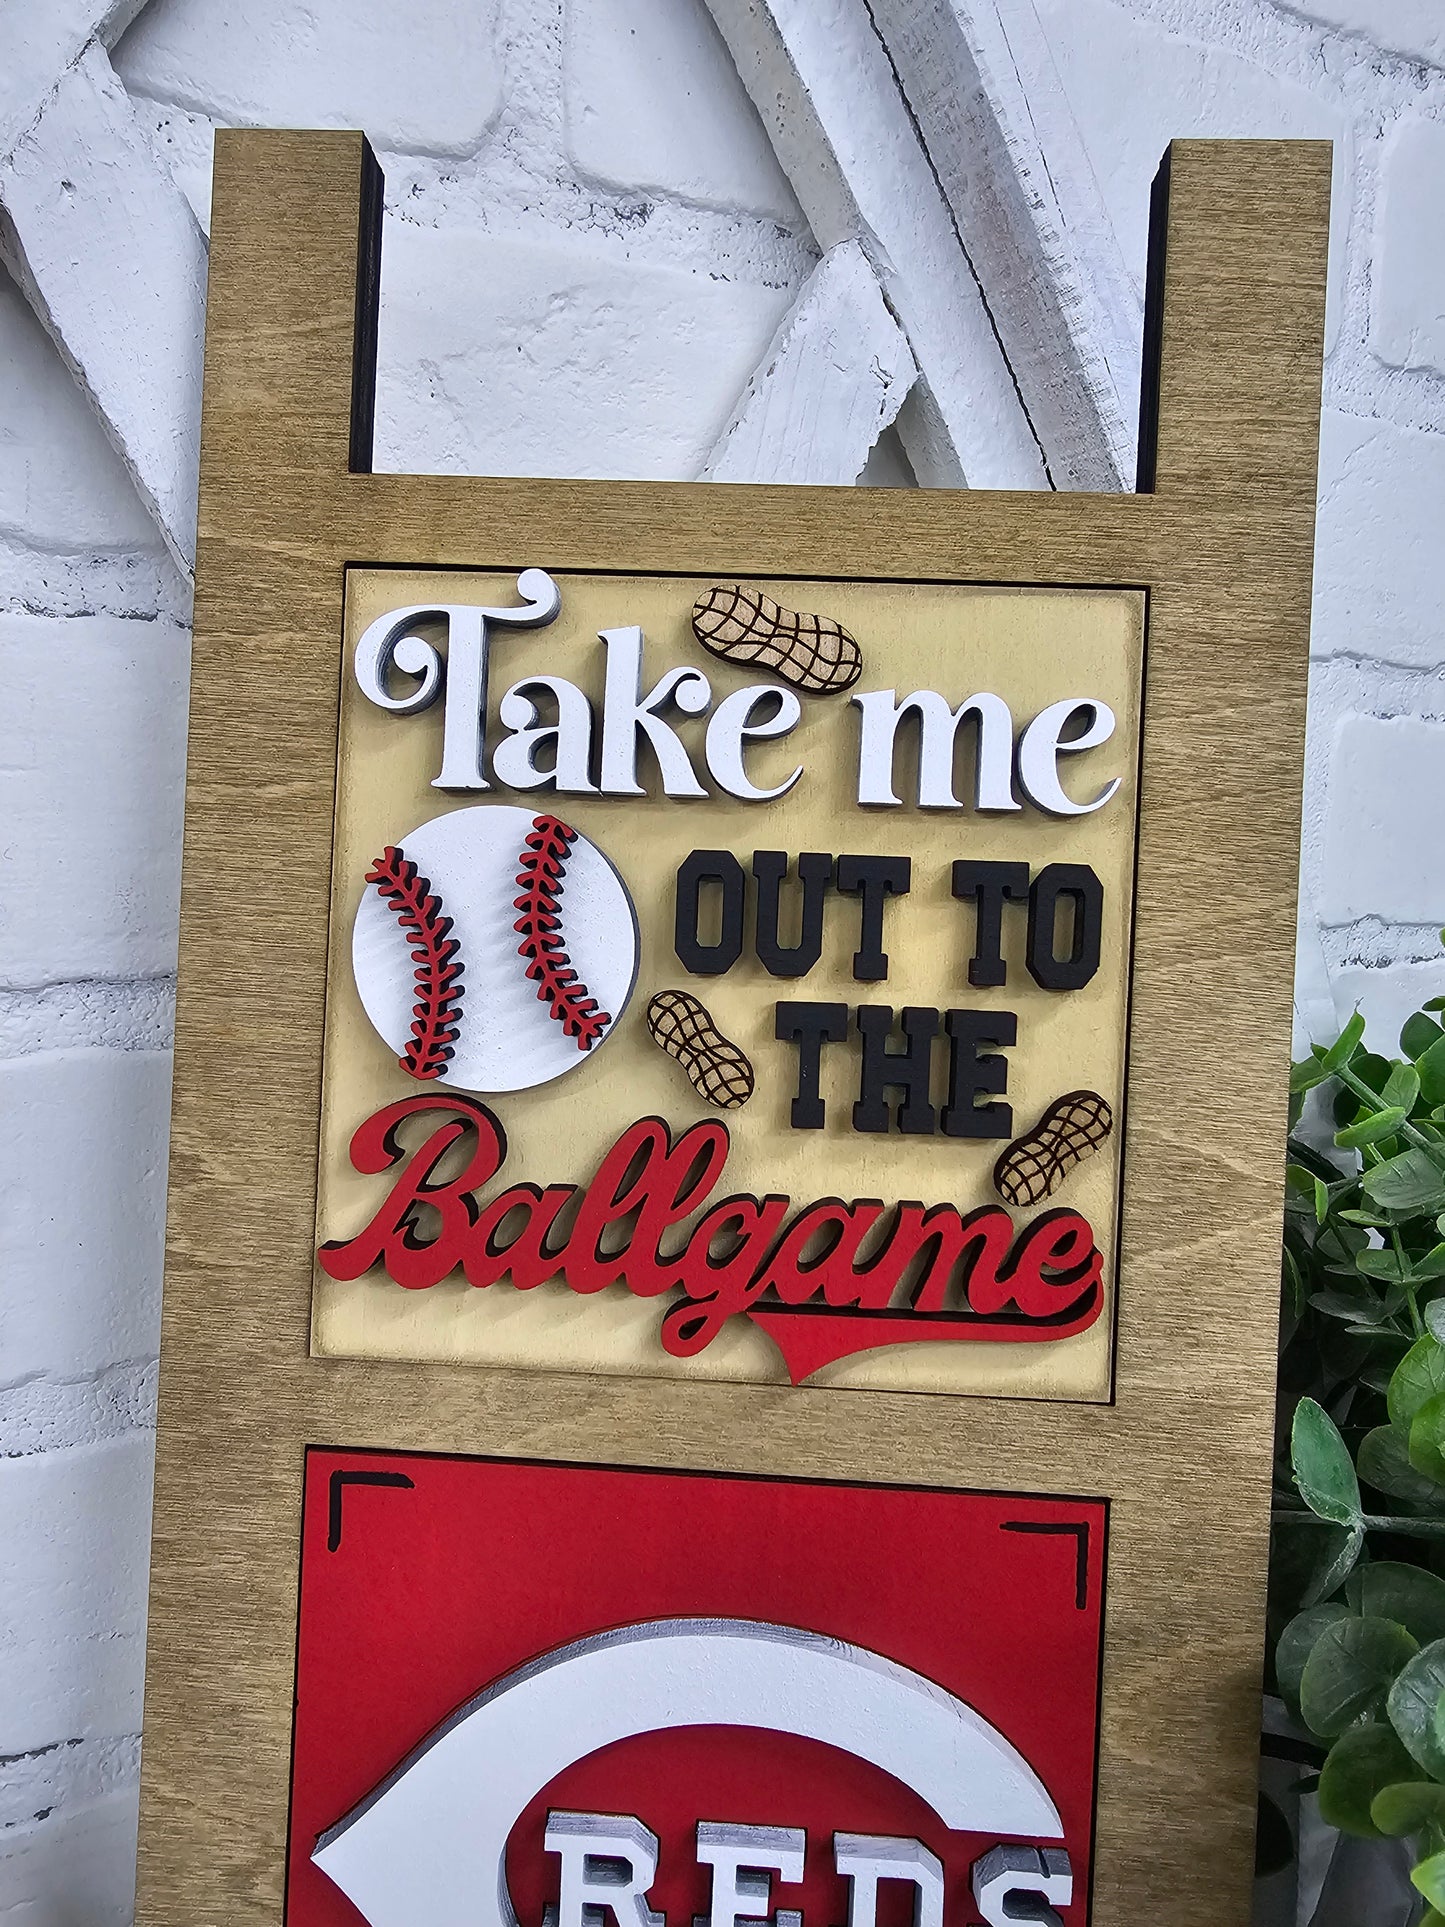 Take me
OUT TO
THE
Ballgame
REDS